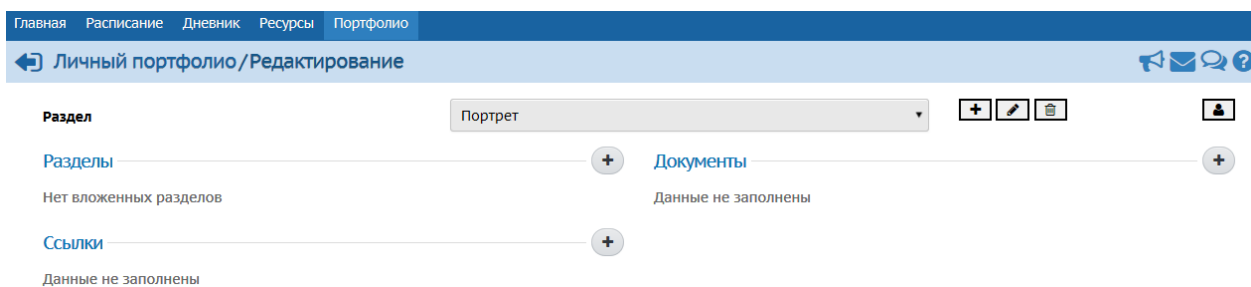 Главная Расписание Дневник Ресурсы Портфолио
Личный портфолио/Редактирование
Раздел Портрет
Разделы
Нет вложенных разделов
Ссылки
Данные не заполнены
Документы
Данные не заполнены